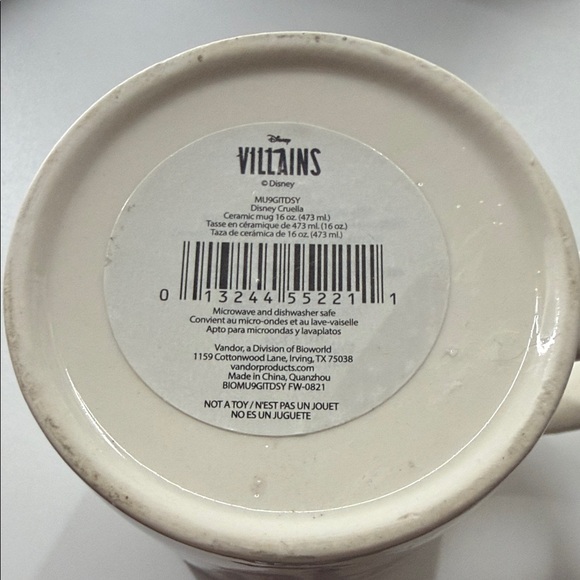 Disney
VILLAINS
© Disney
MU9GITDSY
Disney Cruella
Ceramic mug 16 oz. (473 ml.)
Tasse en céramique de 473 ml. (16 oz.)
Taza de cerámica de 16 oz. (473 ml.)
0 13244 55221 1
Microwave and dishwasher safe
Convient au micro-ondes et au lave-vaiselle
Apto para microondas y lavaplatos
Vandor, a Division of Bioworld
1159 Cottonwood Lane, Irving, TX 75038
vandorproducts.com
Made in China, Quanzhou
BIOMU9GITDSY FW-0821
NOT A TOY / N'EST PAS UN JOUET
NO ES UN JUGUETE